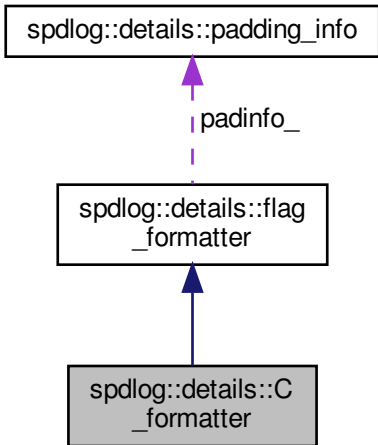 spdlog::details::padding_info
padinfo_
spdlog::details::flag
_formatter
spdlog::details::C
_formatter